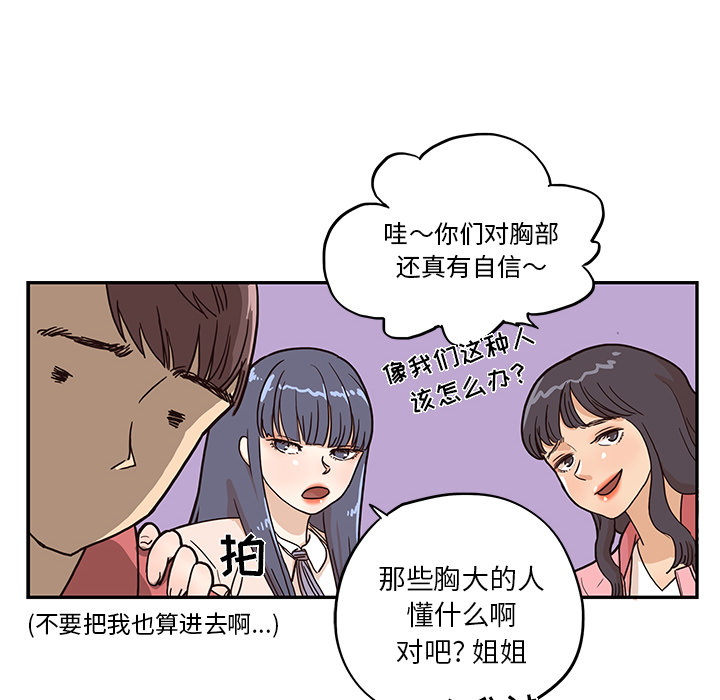 哇～你们对胸部
还真有自信～
像我们这种人
该怎么办?
拍
那些胸大的人
懂什么啊
对吧? 姐姐
(不要把我也算进去啊...)